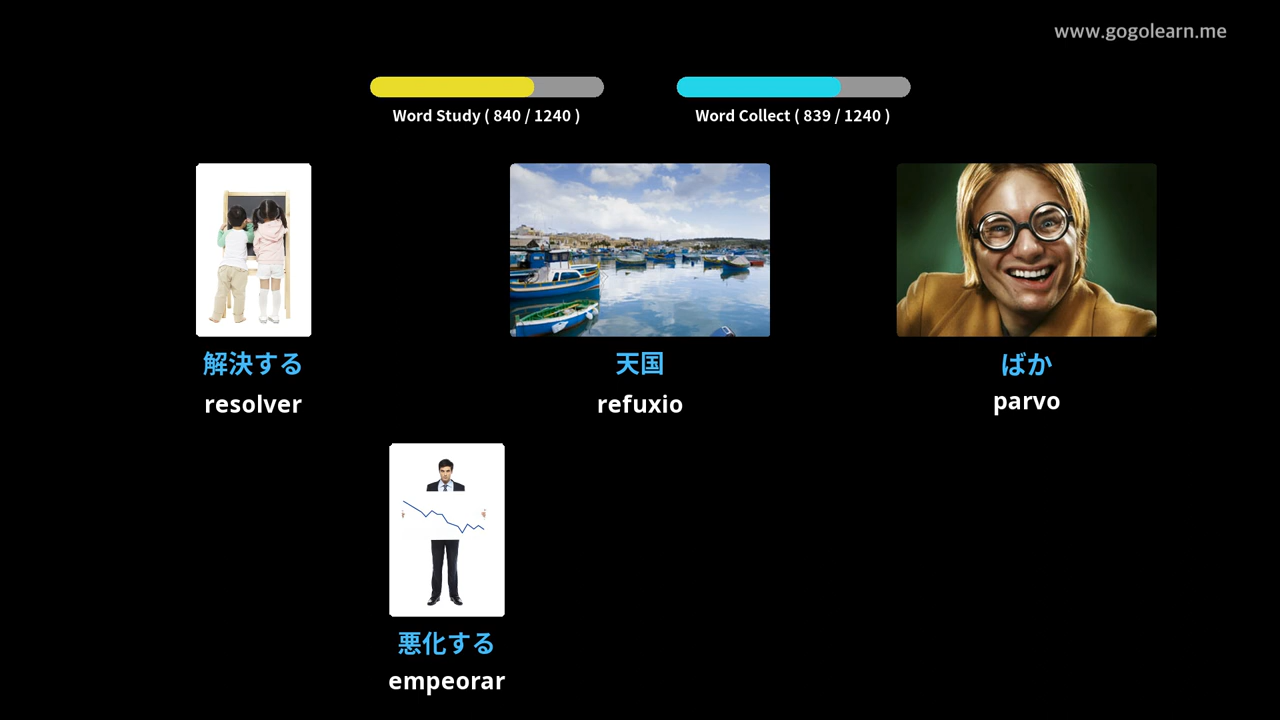 www.gogolearn.me
Word Study ( 840 / 1240 )
Word Collect ( 839 / 1240 )
解決する
resolver
天国
refuxio
ばか
parvo
悪化する
empeorar